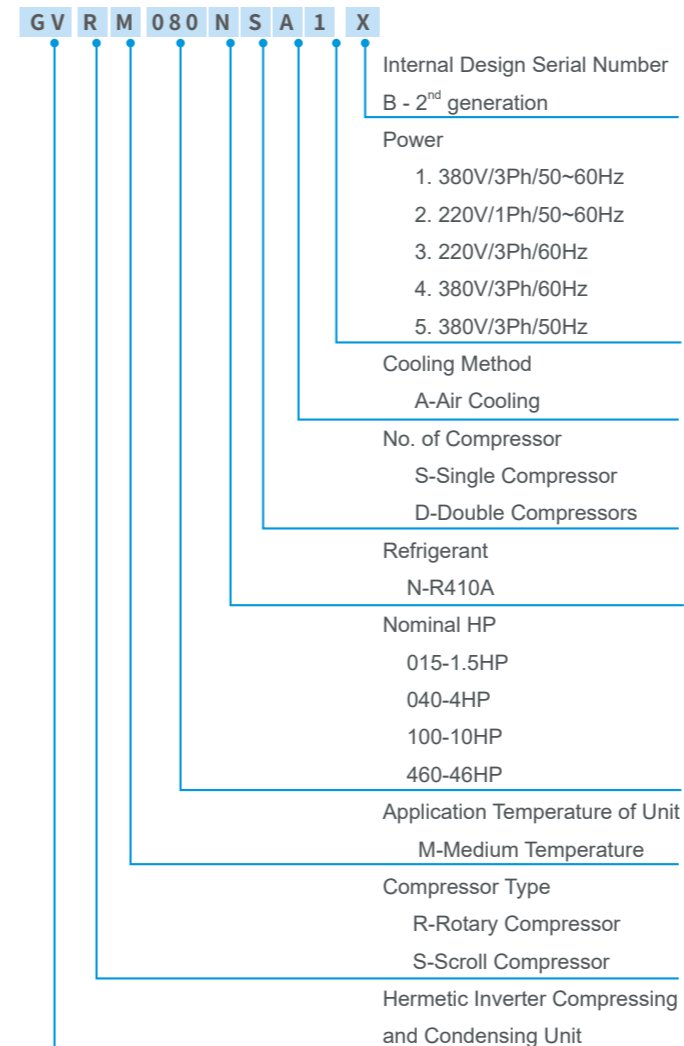 GV R M 080 N S A 1 X
Internal Design Serial Number
B - 2nd generation
Power
1. 380V/3Ph/50~60Hz
2. 220V/1Ph/50~60Hz
3. 220V/3Ph/60Hz
4. 380V/3Ph/60Hz
5. 380V/3Ph/50Hz
Cooling Method
A-Air Cooling
No. of Compressor
S-Single Compressor
D-Double Compressors
Refrigerant
N-R410A
Nominal HP
015-1.5HP
040-4HP
100-10HP
460-46HP
Application Temperature of Unit
M-Medium Temperature
Compressor Type
R-Rotary Compressor
S-Scroll Compressor
Hermetic Inverter Compressing
and Condensing Unit